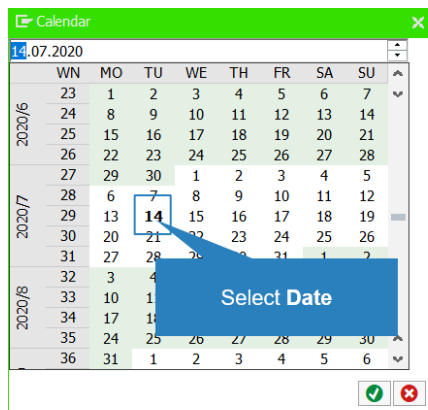 Calendar
14.07.2020
WN MO TU WE TH FR SA SU
2020/6
23 1 2 3 4 5 6 7
24 8 9 10 11 12 13 14
25 15 16 17 18 19 20 21
26 22 23 24 25 26 27 28
2020/7
27 29 30 1 2 3 4 5
28 6 7 8 9 10 11 12
29 13 14 15 16 17 18 19
30 20 21 22 23 24 25 26
31 27 28 29 30 31 1 2
2020/8
32 3
33 10
34 17
35 24 25 26 27 28 29 30
36 31 1 2 3 4 5 6
Select Date